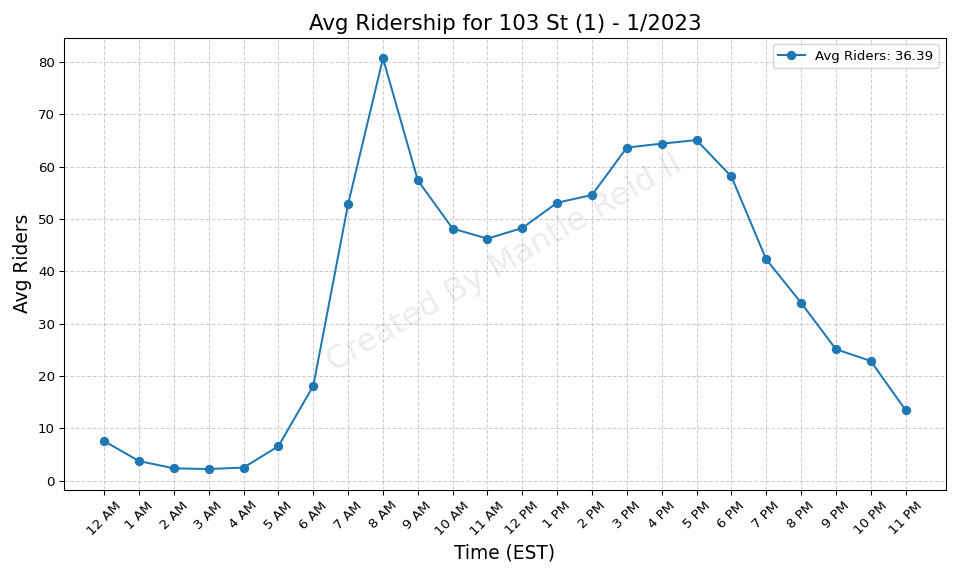 Avg Ridership for 103 St (1) - 1/2023
Avg Riders: 36.39
Avg Riders
80
70
60
50
40
30
20
10
0
Created By Mantle Reid II
12 AM
1 AM
2 AM
3 AM
4 AM
5 AM
6 AM
7 AM
8 AM
9 AM
10 AM
11 AM
12 PM
1 PM
2 PM
3 PM
4 PM
5 PM
6 PM
7 PM
8 PM
9 PM
10 PM
11 PM
Time (EST)